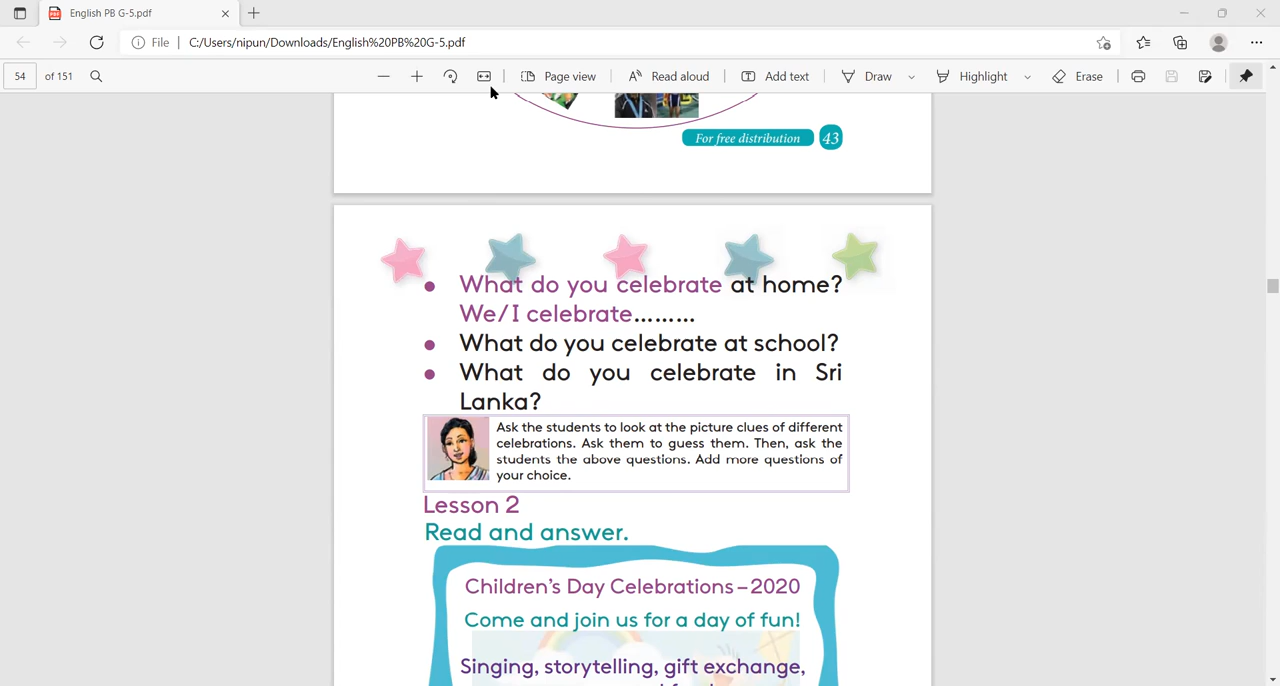 English PB G-5.pdf
File C:/Users/nipun/Downloads/English%20PB%20G-5.pdf
54 of 151 Page view Read aloud Add text Draw Highlight Erase
For free distribution 43
What do you celebrate at home?
We/I celebrate.........
What do you celebrate at school?
What do you celebrate in Sri
Lanka?
Ask the students to look at the picture clues of different
celebrations. Ask them to guess them. Then, ask the
students the above questions. Add more questions of
your choice.
Lesson 2
Read and answer.
Children's Day Celebrations – 2020
Come and join us for a day of fun!
Singing, storytelling, gift exchange,